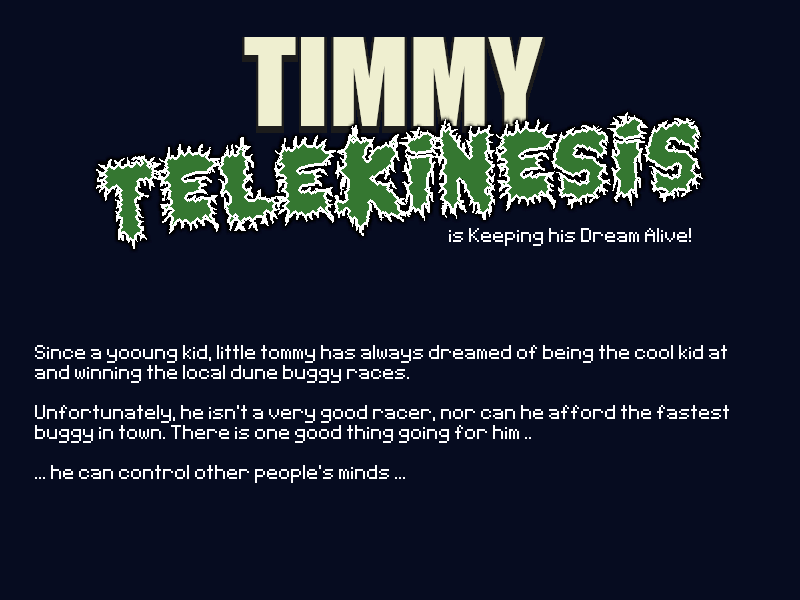 TIMMY
TELEKINESIS
is Keeping his Dream Alive!
Since a yooung kid, little tommy has always dreamed of being the cool kid at
and winning the local dune buggy races.
Unfortunately, he isn't a very good racer, nor can he afford the fastest
buggy in town. There is one good thing going for him ..
... he can control other people's minds ...